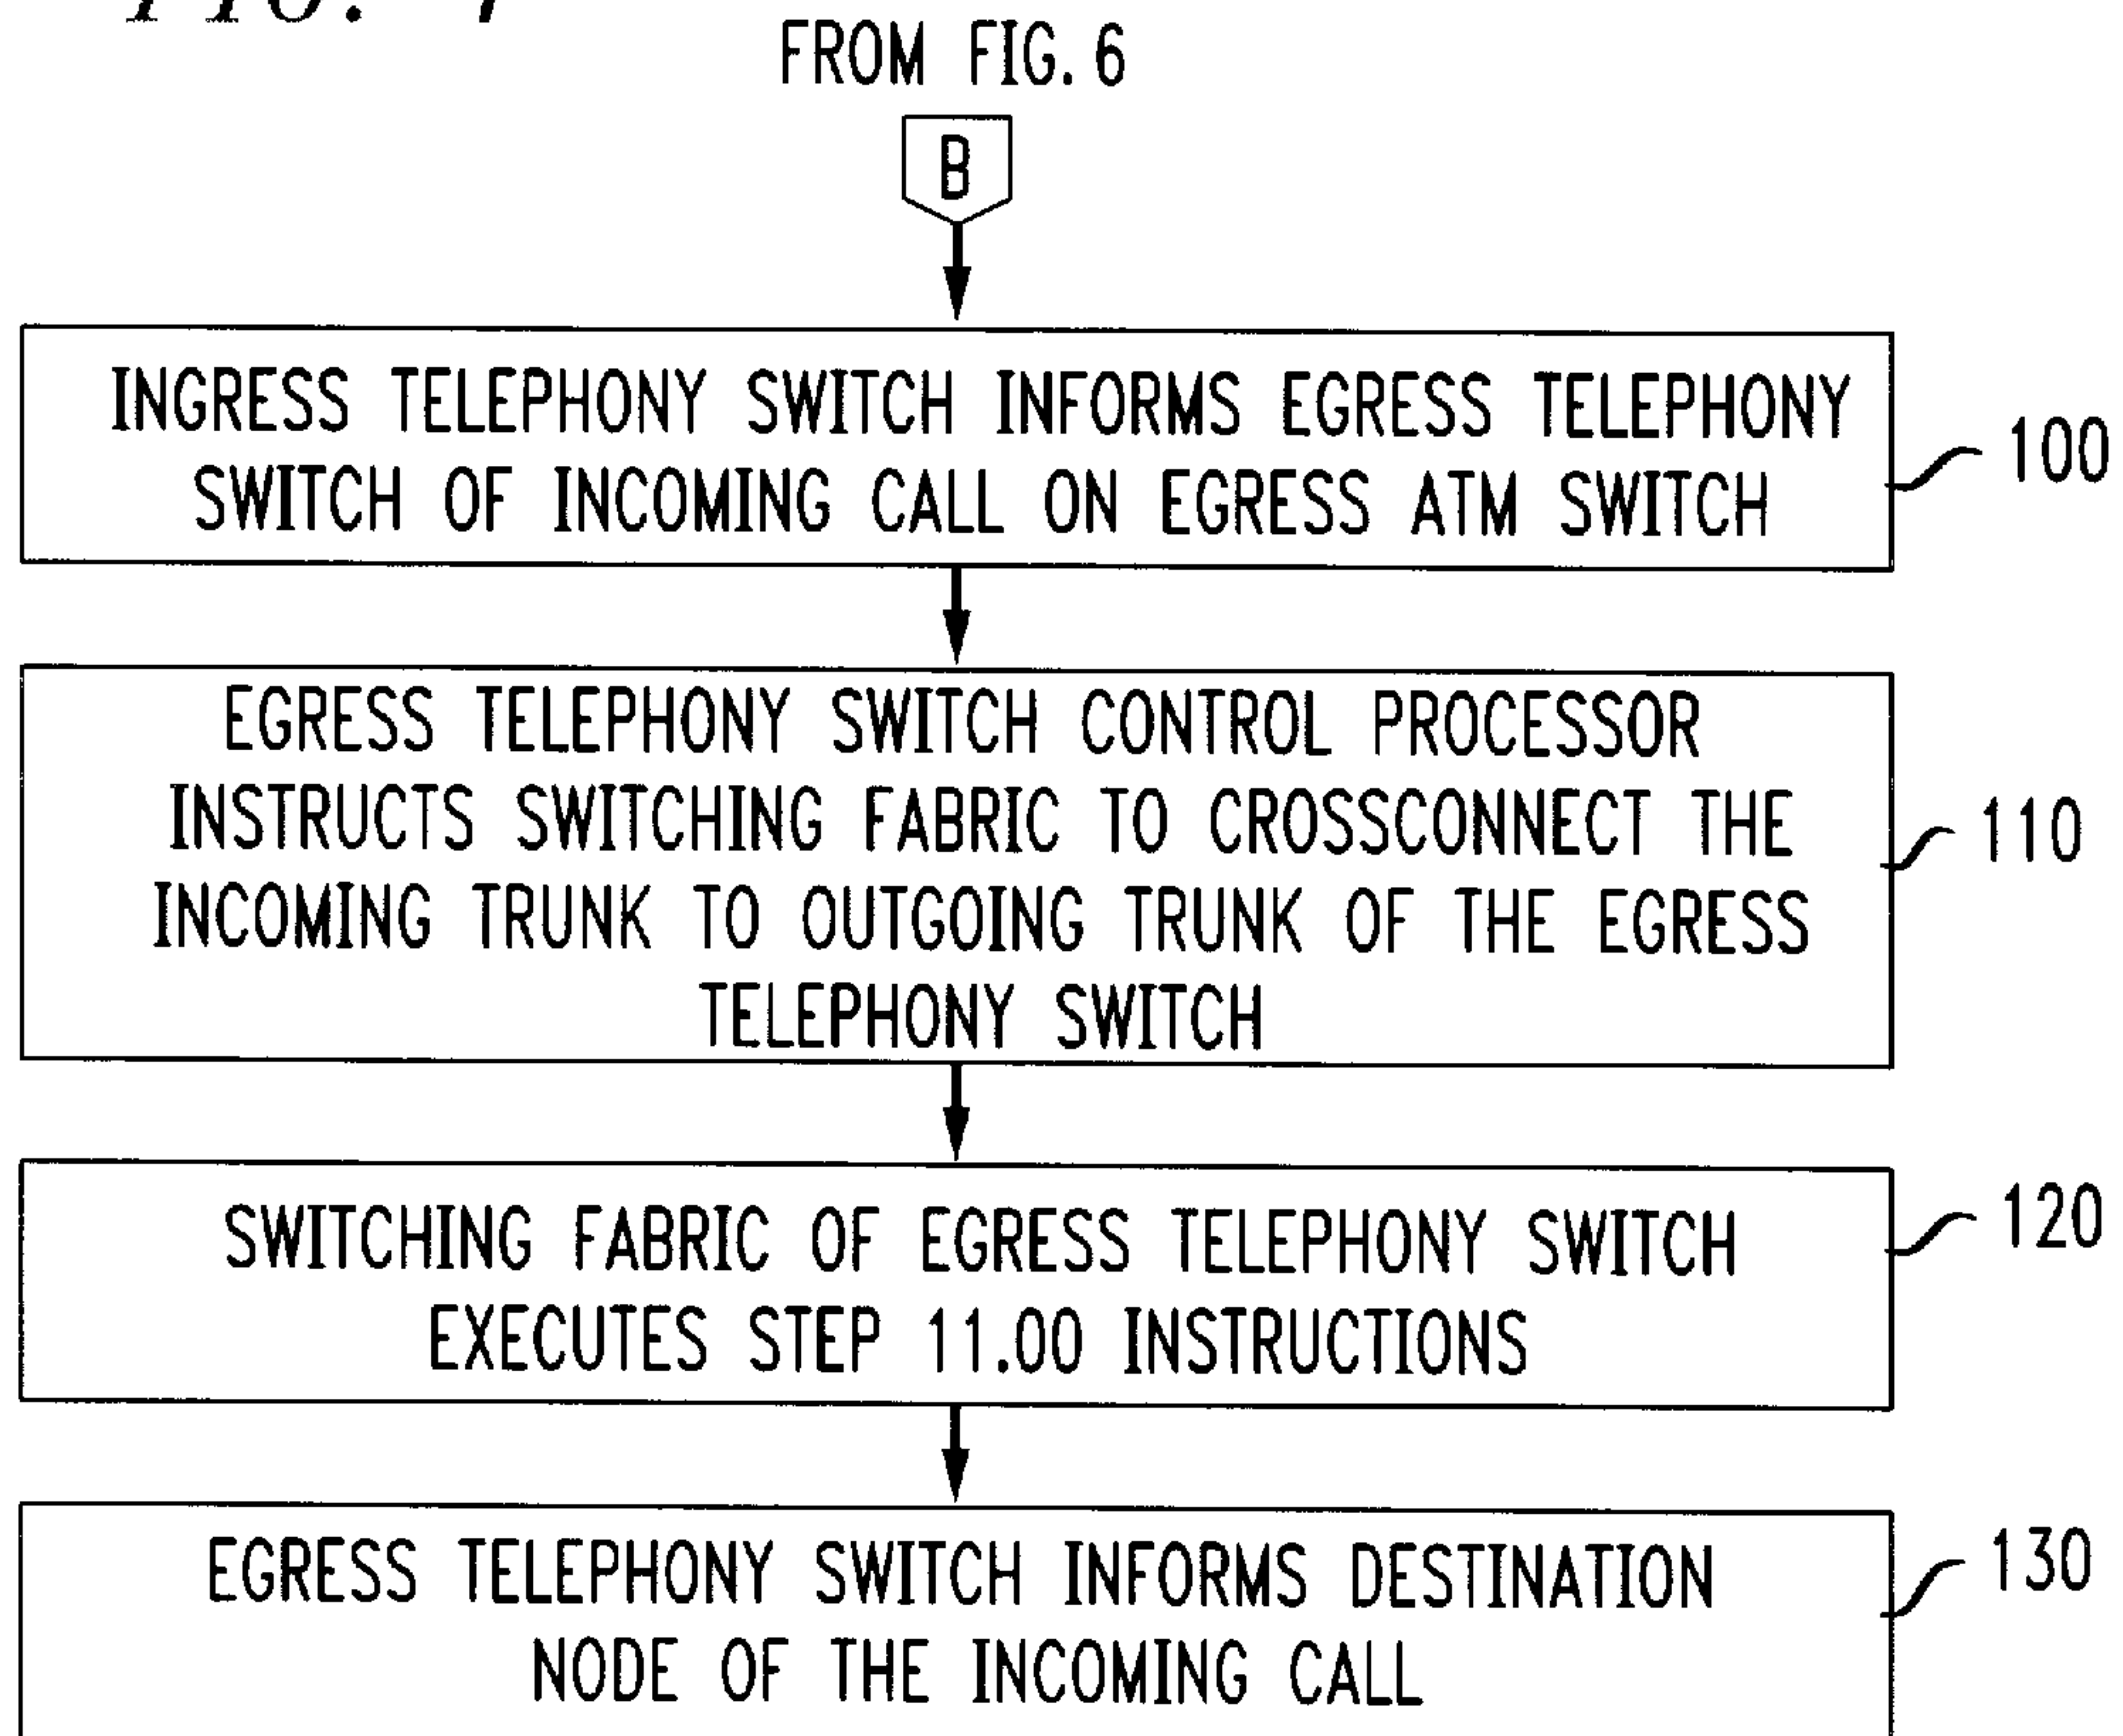 FROM FIG. 6
B
INGRESS TELEPHONY SWITCH INFORMS EGRESS TELEPHONY
SWITCH OF INCOMING CALL ON EGRESS ATM SWITCH
100
EGRESS TELEPHONY SWITCH CONTROL PROCESSOR
INSTRUCTS SWITCHING FABRIC TO CROSSCONNECT THE
INCOMING TRUNK TO OUTGOING TRUNK OF THE EGRESS
TELEPHONY SWITCH
110
SWITCHING FABRIC OF EGRESS TELEPHONY SWITCH
EXECUTES STEP 11.00 INSTRUCTIONS
120
EGRESS TELEPHONY SWITCH INFORMS DESTINATION
NODE OF THE INCOMING CALL
130